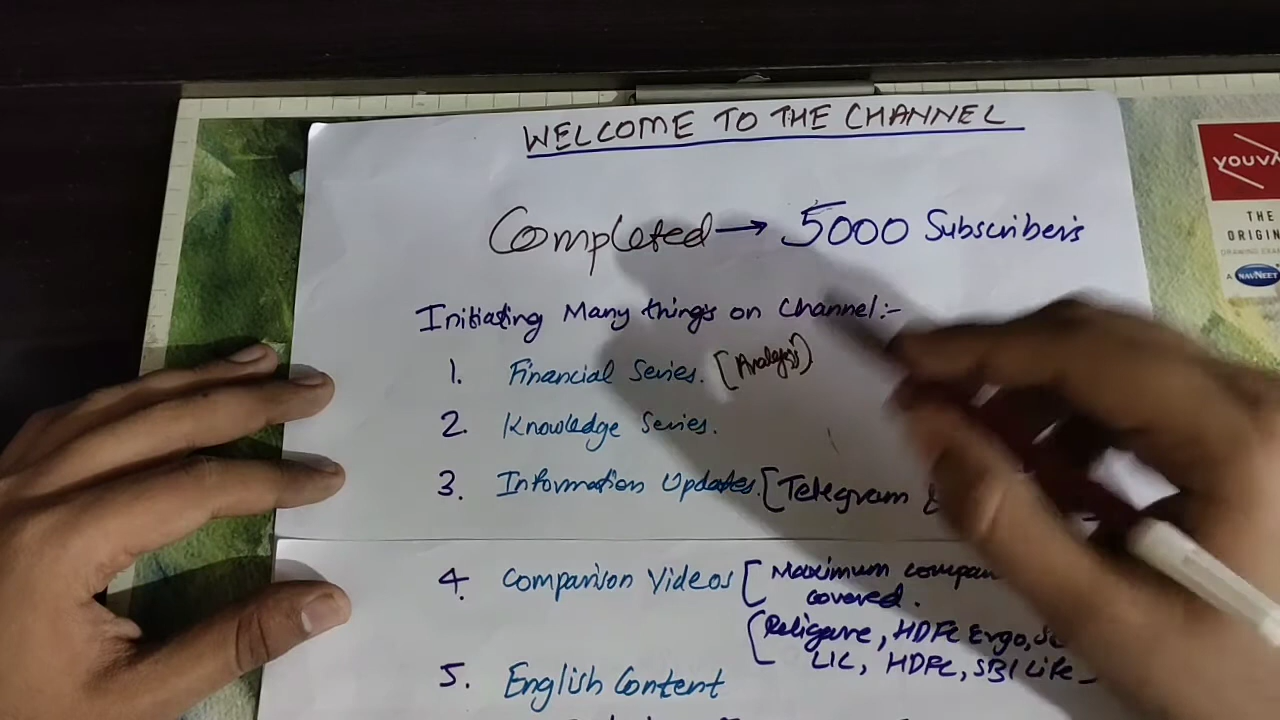 WELCOME TO THE CHANNEL
Completed → 5000 Subscriber's
Initiating Many thing's on Channel:-
1. Financial Series. [Analysis]
2. Knowledge Series.
3. Information Updates. [Telegram &
4. Comparison Videos [Maximum
covered.
[Religare, HDFC Ergo,
LIC, HDFC, SBI Life
5. English Content
YOUVA
THE
ORIGIN
A NAVNEET